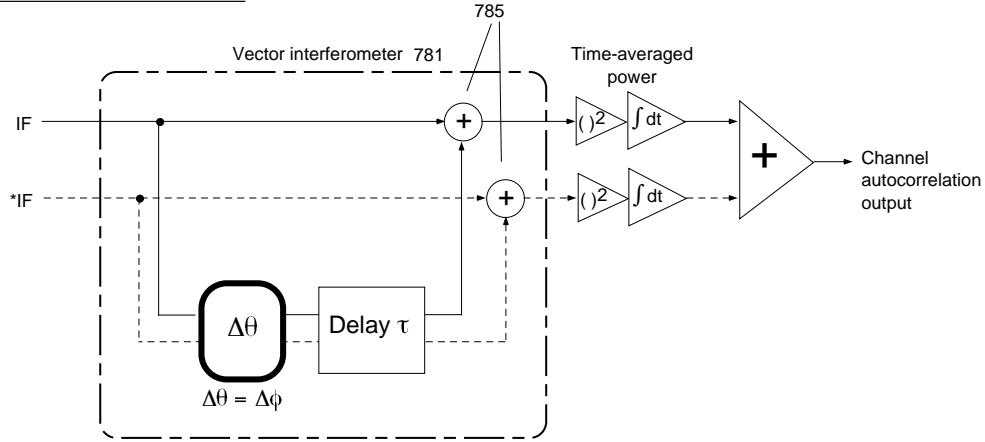 785
Vector interferometer 781
Time-averaged
power
IF
+
( )²
∫ dt
*IF
+
( )²
∫ dt
+
Channel
autocorrelation
output
Δθ
Delay τ
Δθ = Δϕ